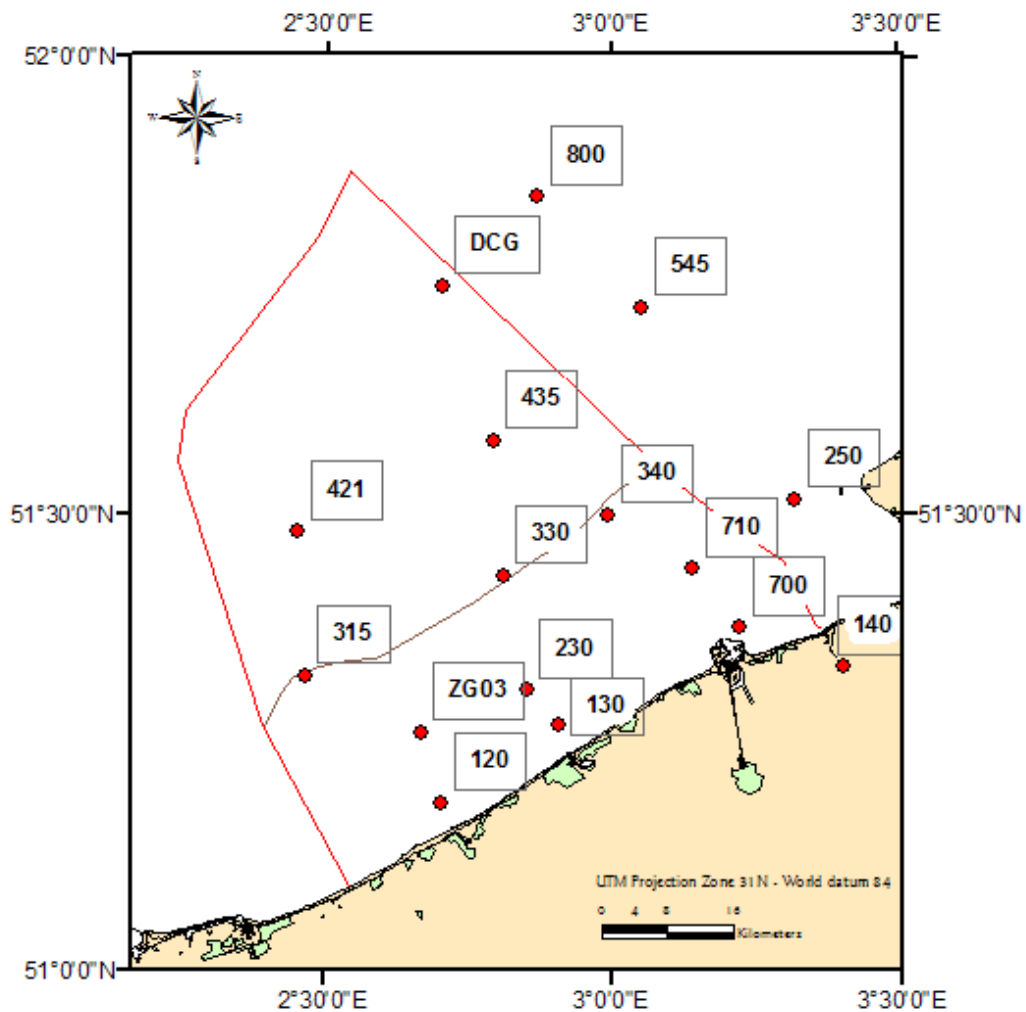 2°30'0"E 3°0'0"E 3°30'0"E
52°0'0"N
N
W E
S
800
DCG
545
435
250
340
421
51°30'0"N 51°30'0"N
710
330
700
140
315
230
ZG03
130
120
UTM Projection Zone 31N - World datum 84
0 4 8 16
Kilometers
51°0'0"N
2°30'0"E 3°0'0"E 3°30'0"E